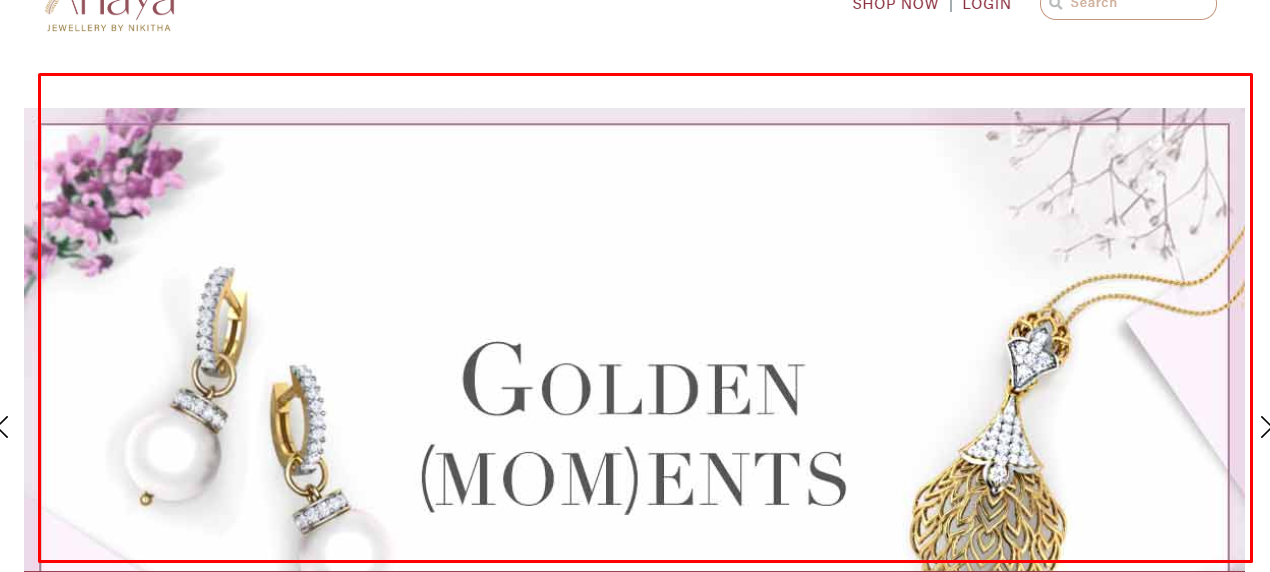 JEWELLERY BY NIKITHA
SHOP NOW | LOGIN
Search
GOLDEN
(MOM)ENTS